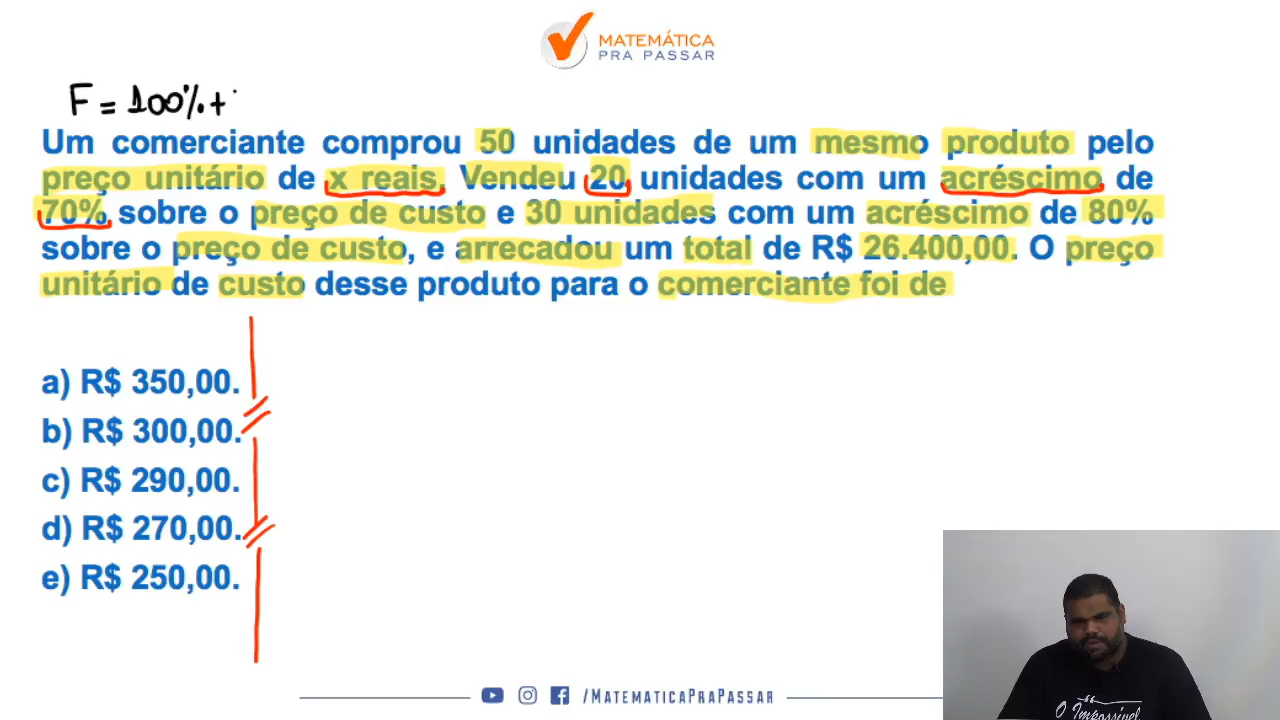 MATEMÁTICA
PRA PASSAR
F = 100% +
Um comerciante comprou 50 unidades de um mesmo produto pelo
preço unitário de x reais. Vendeu 20 unidades com um acréscimo de
70% sobre o preço de custo e 30 unidades com um acréscimo de 80%
sobre o preço de custo, e arrecadou um total de R$ 26.400,00. O preço
unitário de custo desse produto para o comerciante foi de
a) R$ 350,00.
b) R$ 300,00.
c) R$ 290,00.
d) R$ 270,00.
e) R$ 250,00.
O Impossível
/MATEMATICAPRAPASSAR